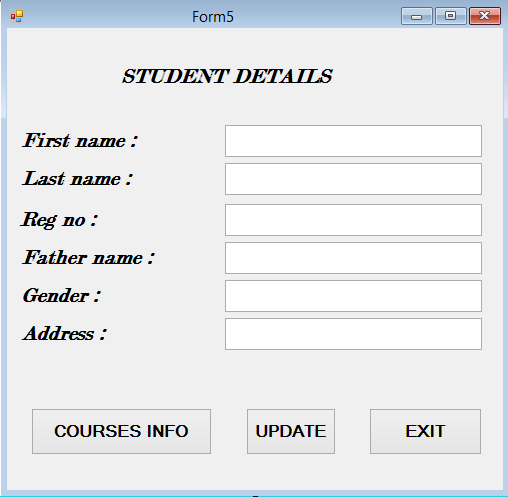 Form5
STUDENT DETAILS
First name :
Last name :
Reg no :
Father name :
Gender :
Address :
COURSES INFO UPDATE EXIT